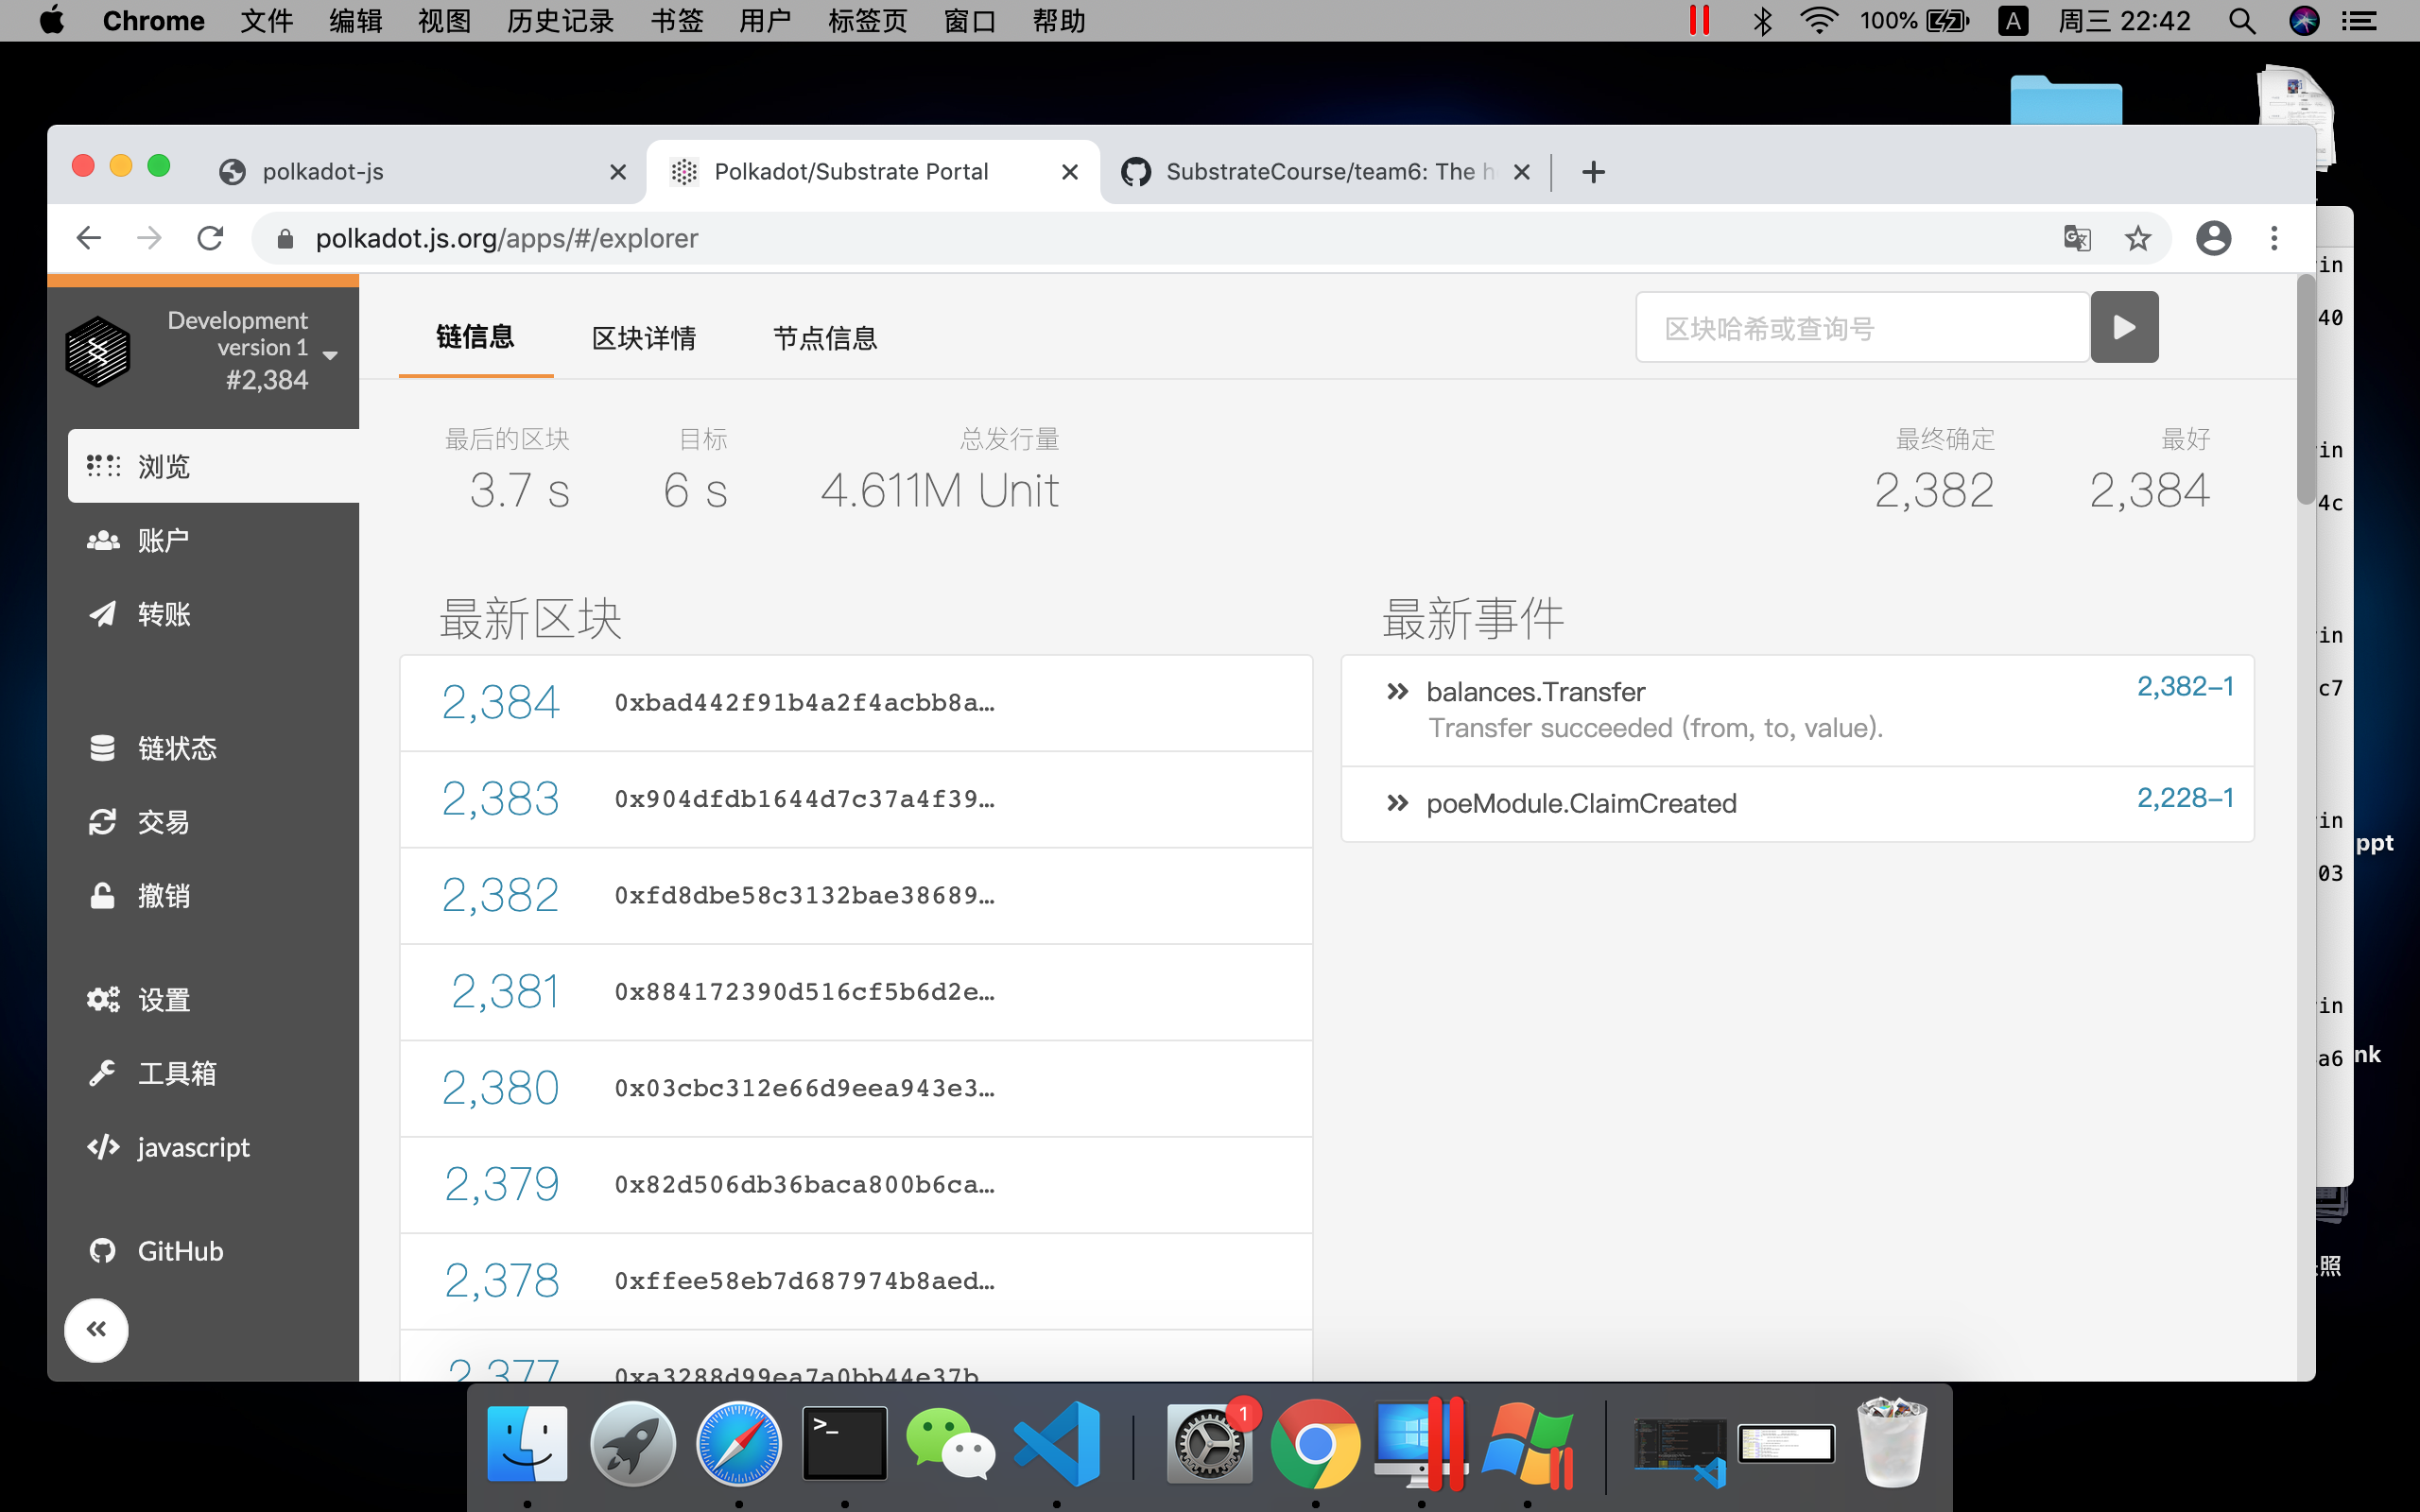 Chrome 文件 编辑 视图 历史记录 书签 用户 标签页 窗口 帮助 100% A 周三 22:42
polkadot-js
Polkadot/Substrate Portal
SubstrateCourse/team6: The h
polkadot.js.org/apps/#/explorer
Development
version 1
#2,384
浏览
账户
转账
链状态
交易
撤销
设置
工具箱
javascript
GitHub
链信息 区块详情 节点信息
区块哈希或查询号
最后的区块 目标 总发行量 最终确定 最好
3.7 s 6 s 4.611M Unit 2,382 2,384
最新区块
2,384 0xbad442f91b4a2f4acbb8a…
2,383 0x904dfdb1644d7c37a4f39…
2,382 0xfd8dbe58c3132bae38689…
2,381 0x884172390d516cf5b6d2e…
2,380 0x03cbc312e66d9eea943e3…
2,379 0x82d506db36baca800b6ca…
2,378 0xffee58eb7d687974b8aed…
2,377 0xa3288d99ea7a0bb44e37b
最新事件
balances.Transfer 2,382-1
Transfer succeeded (from, to, value).
poeModule.ClaimCreated 2,228-1
in
40
in
4c
in
c7
in
ppt
03
in
a6
nk
照
1